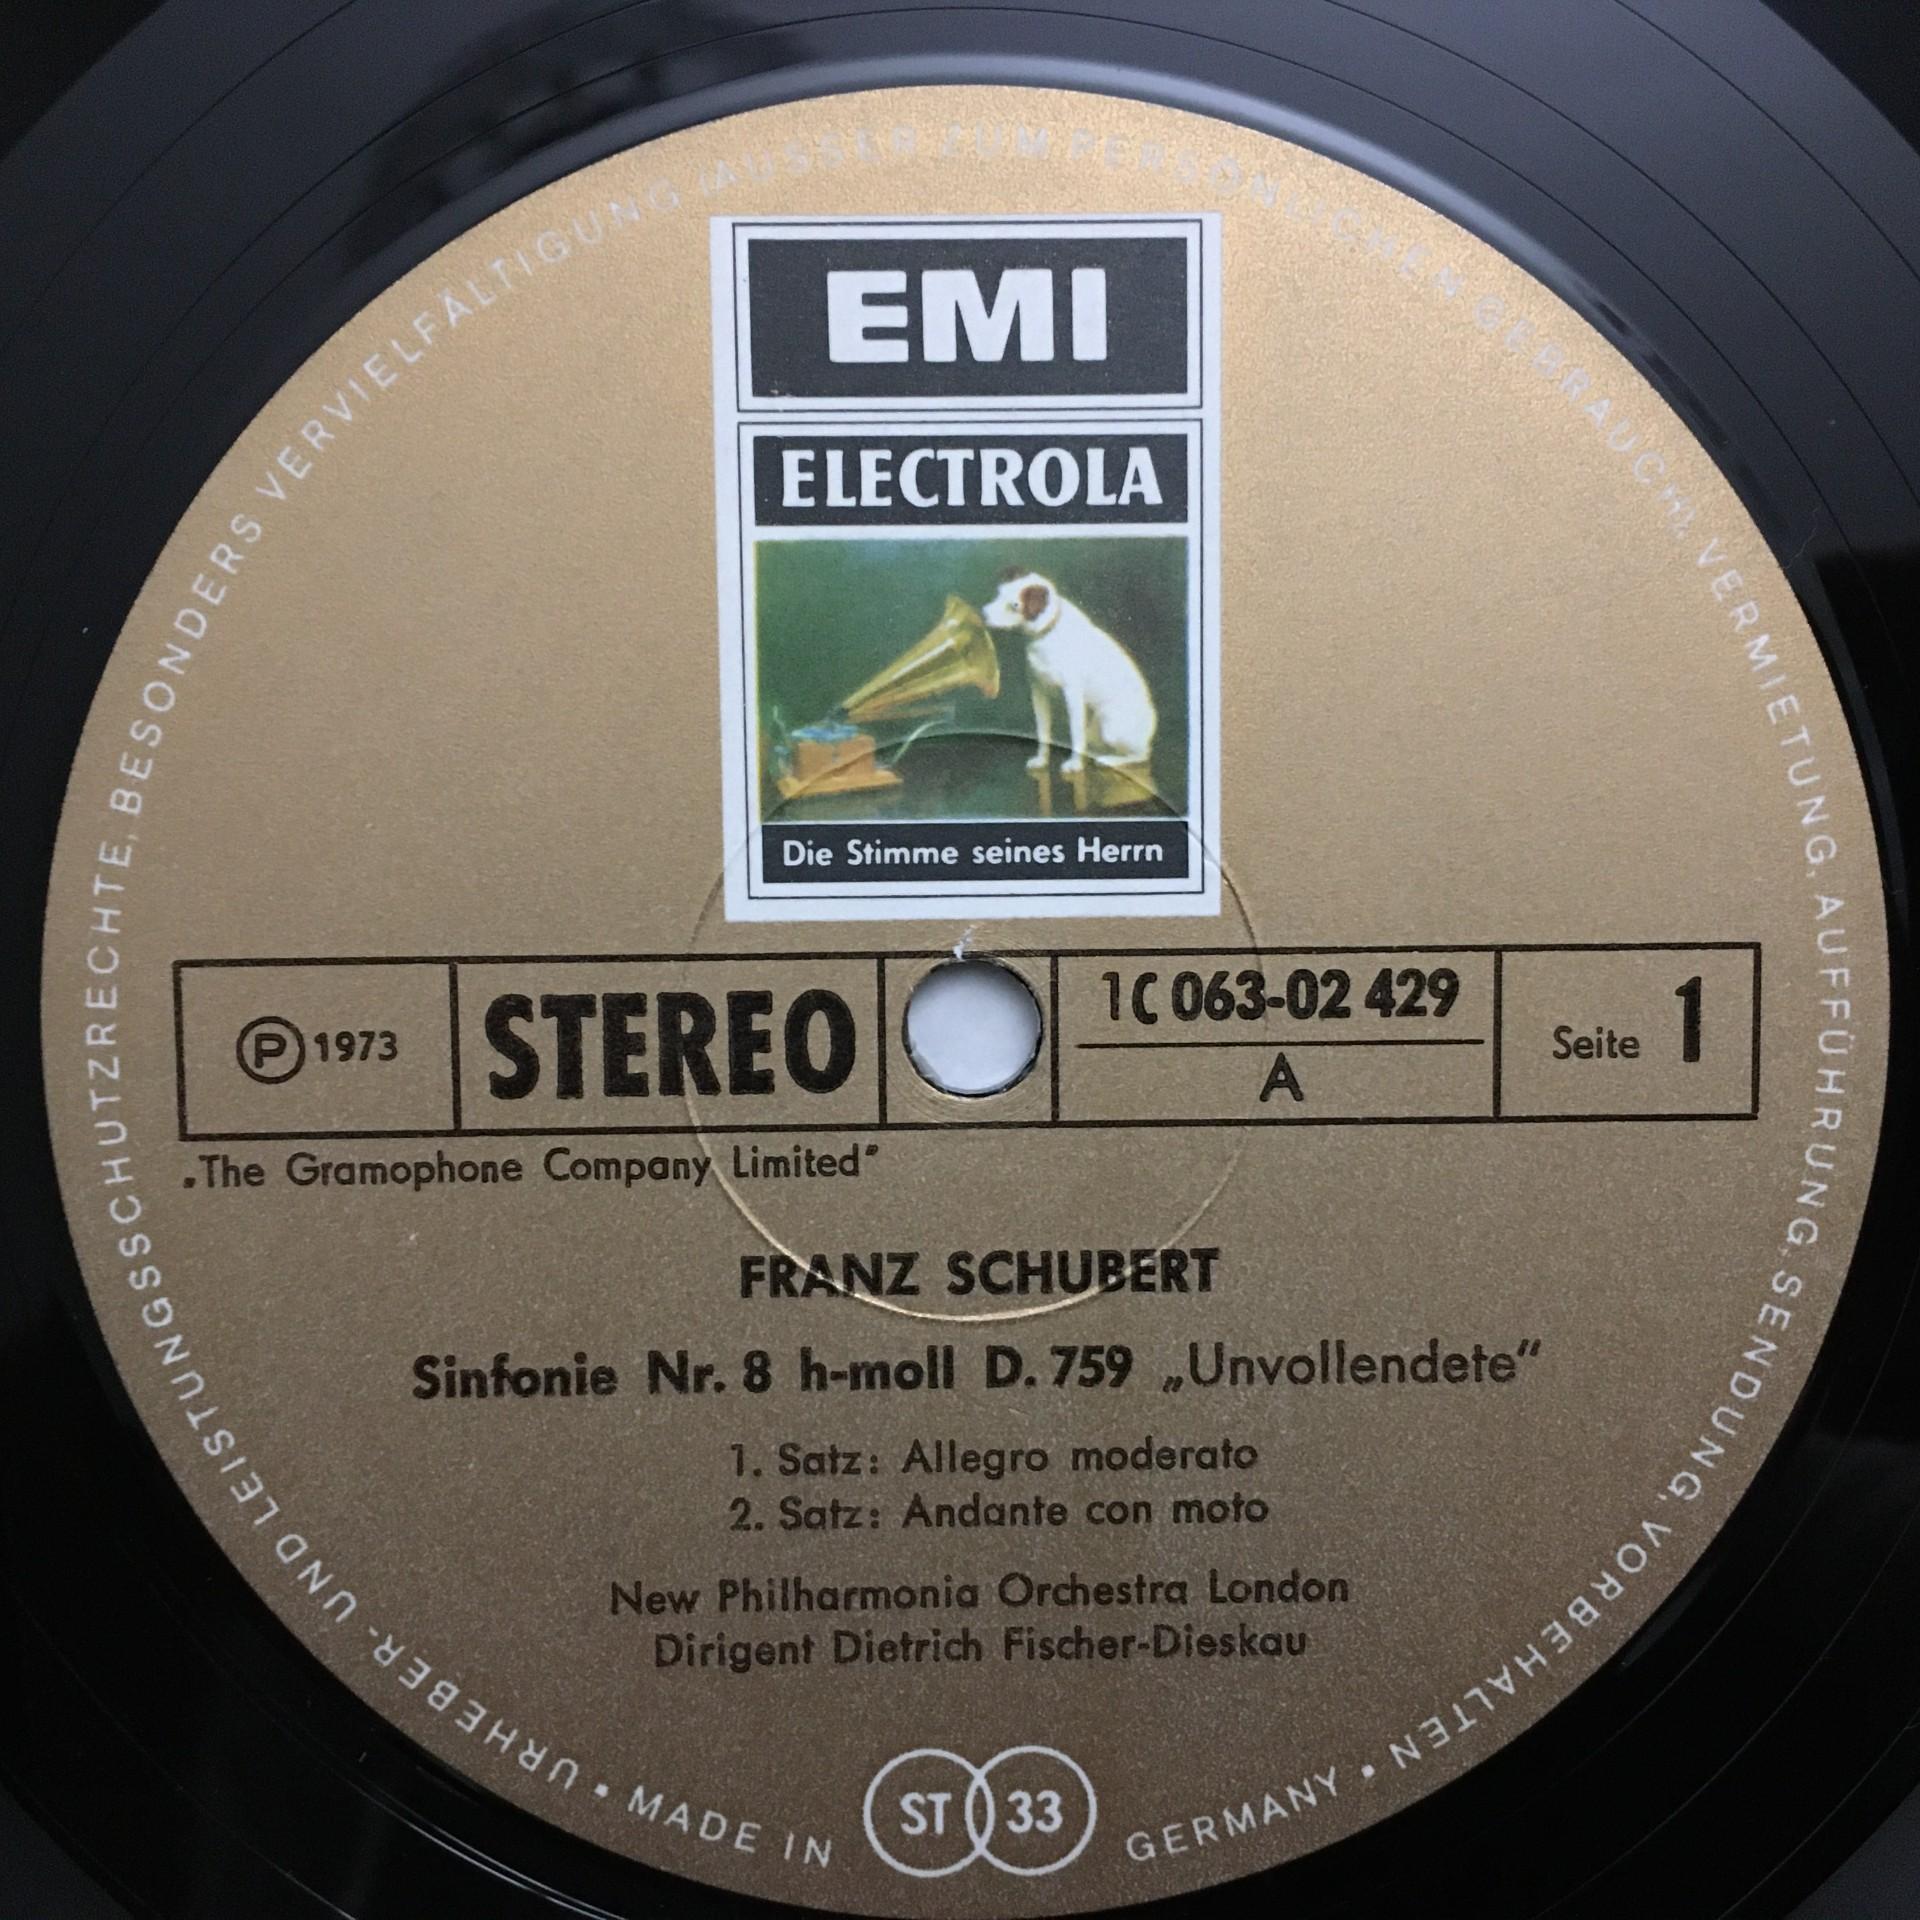 EMI
ELECTROLA
Die Stimme seines Herrn
Ⓟ 1973
STEREO
1C 063-02 429
A
Seite 1
„The Gramophone Company Limited"
FRANZ SCHUBERT
Sinfonie Nr. 8 h-moll D. 759 „Unvollendete“
1. Satz: Allegro moderato
2. Satz: Andante con moto
New Philharmonia Orchestra London
Dirigent Dietrich Fischer-Dieskau
ST 33
URHEBER- UND LEISTUNGSSCHUTZRECHTE, BESONDERS VERVIELFÄLTIGUNG (AUSSER ZUM PERSÖNLICHEN GEBRAUCH), VERMIETUNG, AUFFÜHRUNG, SENDUNG, VORBEHALTEN • MADE IN GERMANY •